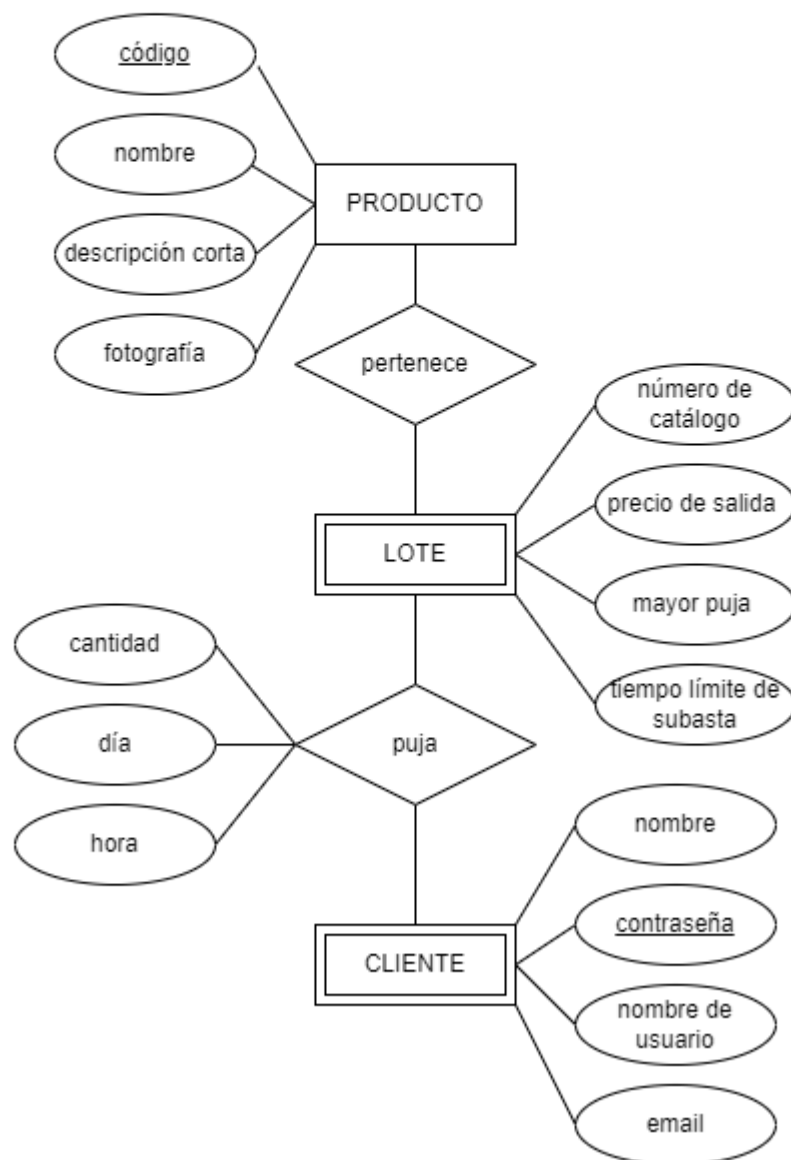 código
nombre
PRODUCTO
descripción corta
fotografía
pertenece
número de
catálogo
precio de salida
LOTE
mayor puja
cantidad
tiempo límite de
subasta
día
puja
hora
nombre
contraseña
CLIENTE
nombre de
usuario
email